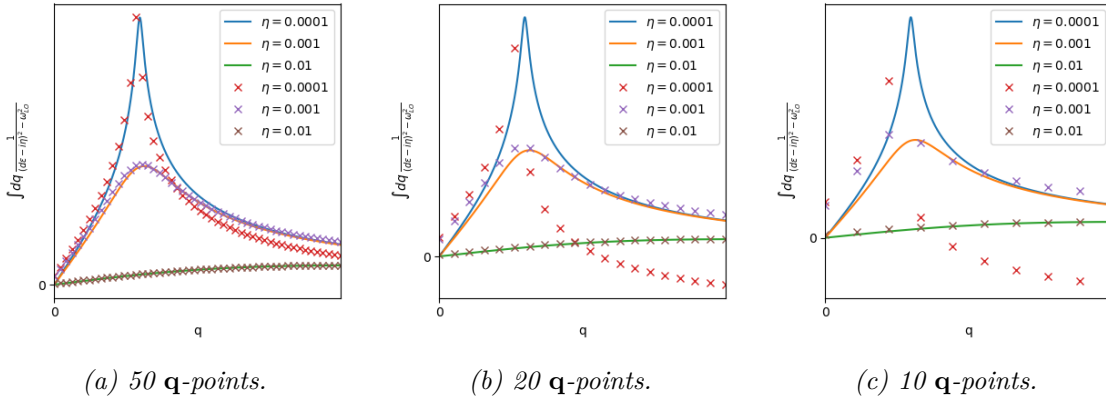 ∫dq 1/((dε − iη)² − ω²_LO)
η = 0.0001
η = 0.001
η = 0.01
η = 0.0001
η = 0.001
η = 0.01
0
0
q
(a) 50 q-points.
∫dq 1/((dε − iη)² − ω²_LO)
η = 0.0001
η = 0.001
η = 0.01
η = 0.0001
η = 0.001
η = 0.01
0
0
q
(b) 20 q-points.
∫dq 1/((dε − iη)² − ω²_LO)
η = 0.0001
η = 0.001
η = 0.01
η = 0.0001
η = 0.001
η = 0.01
0
0
q
(c) 10 q-points.